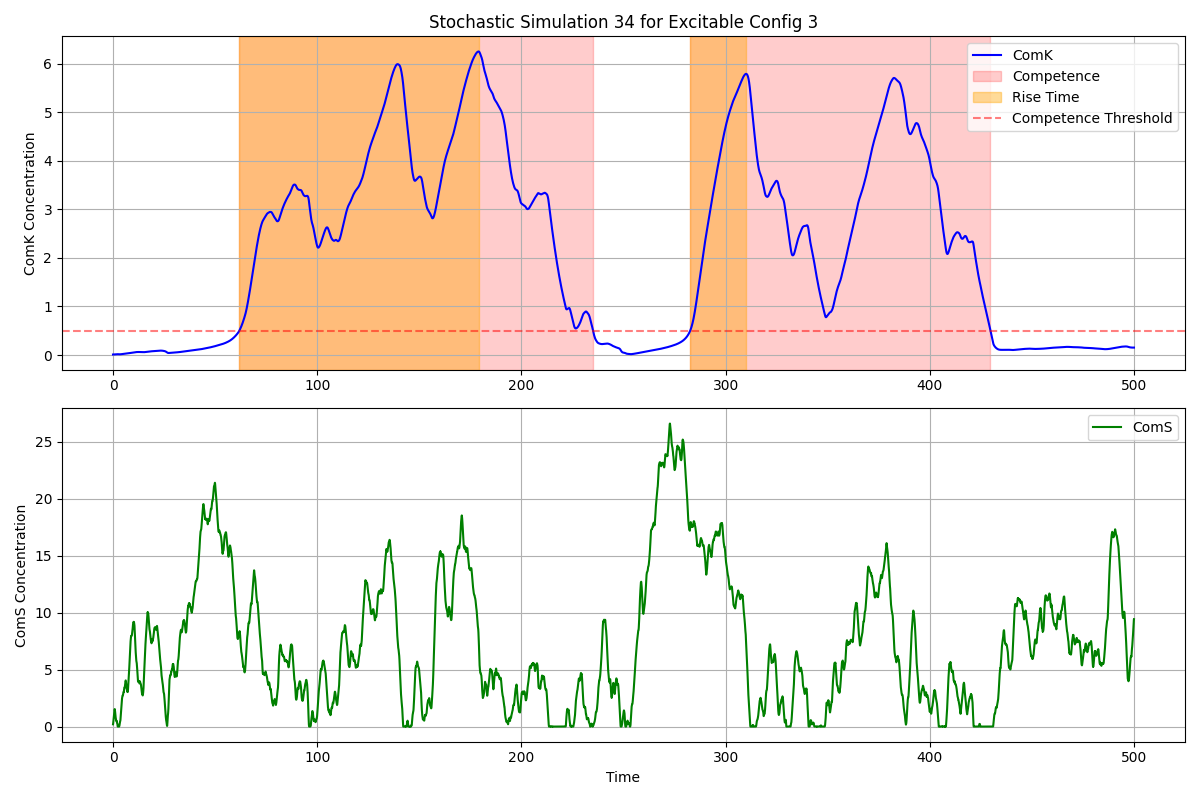 Stochastic Simulation 34 for Excitable Config 3
ComK Concentration
6
5
4
3
2
1
0
ComK
Competence
Rise Time
Competence Threshold
0 100 200 300 400 500
ComS Concentration
25
20
15
10
5
0
ComS
0 100 200 300 400 500
Time